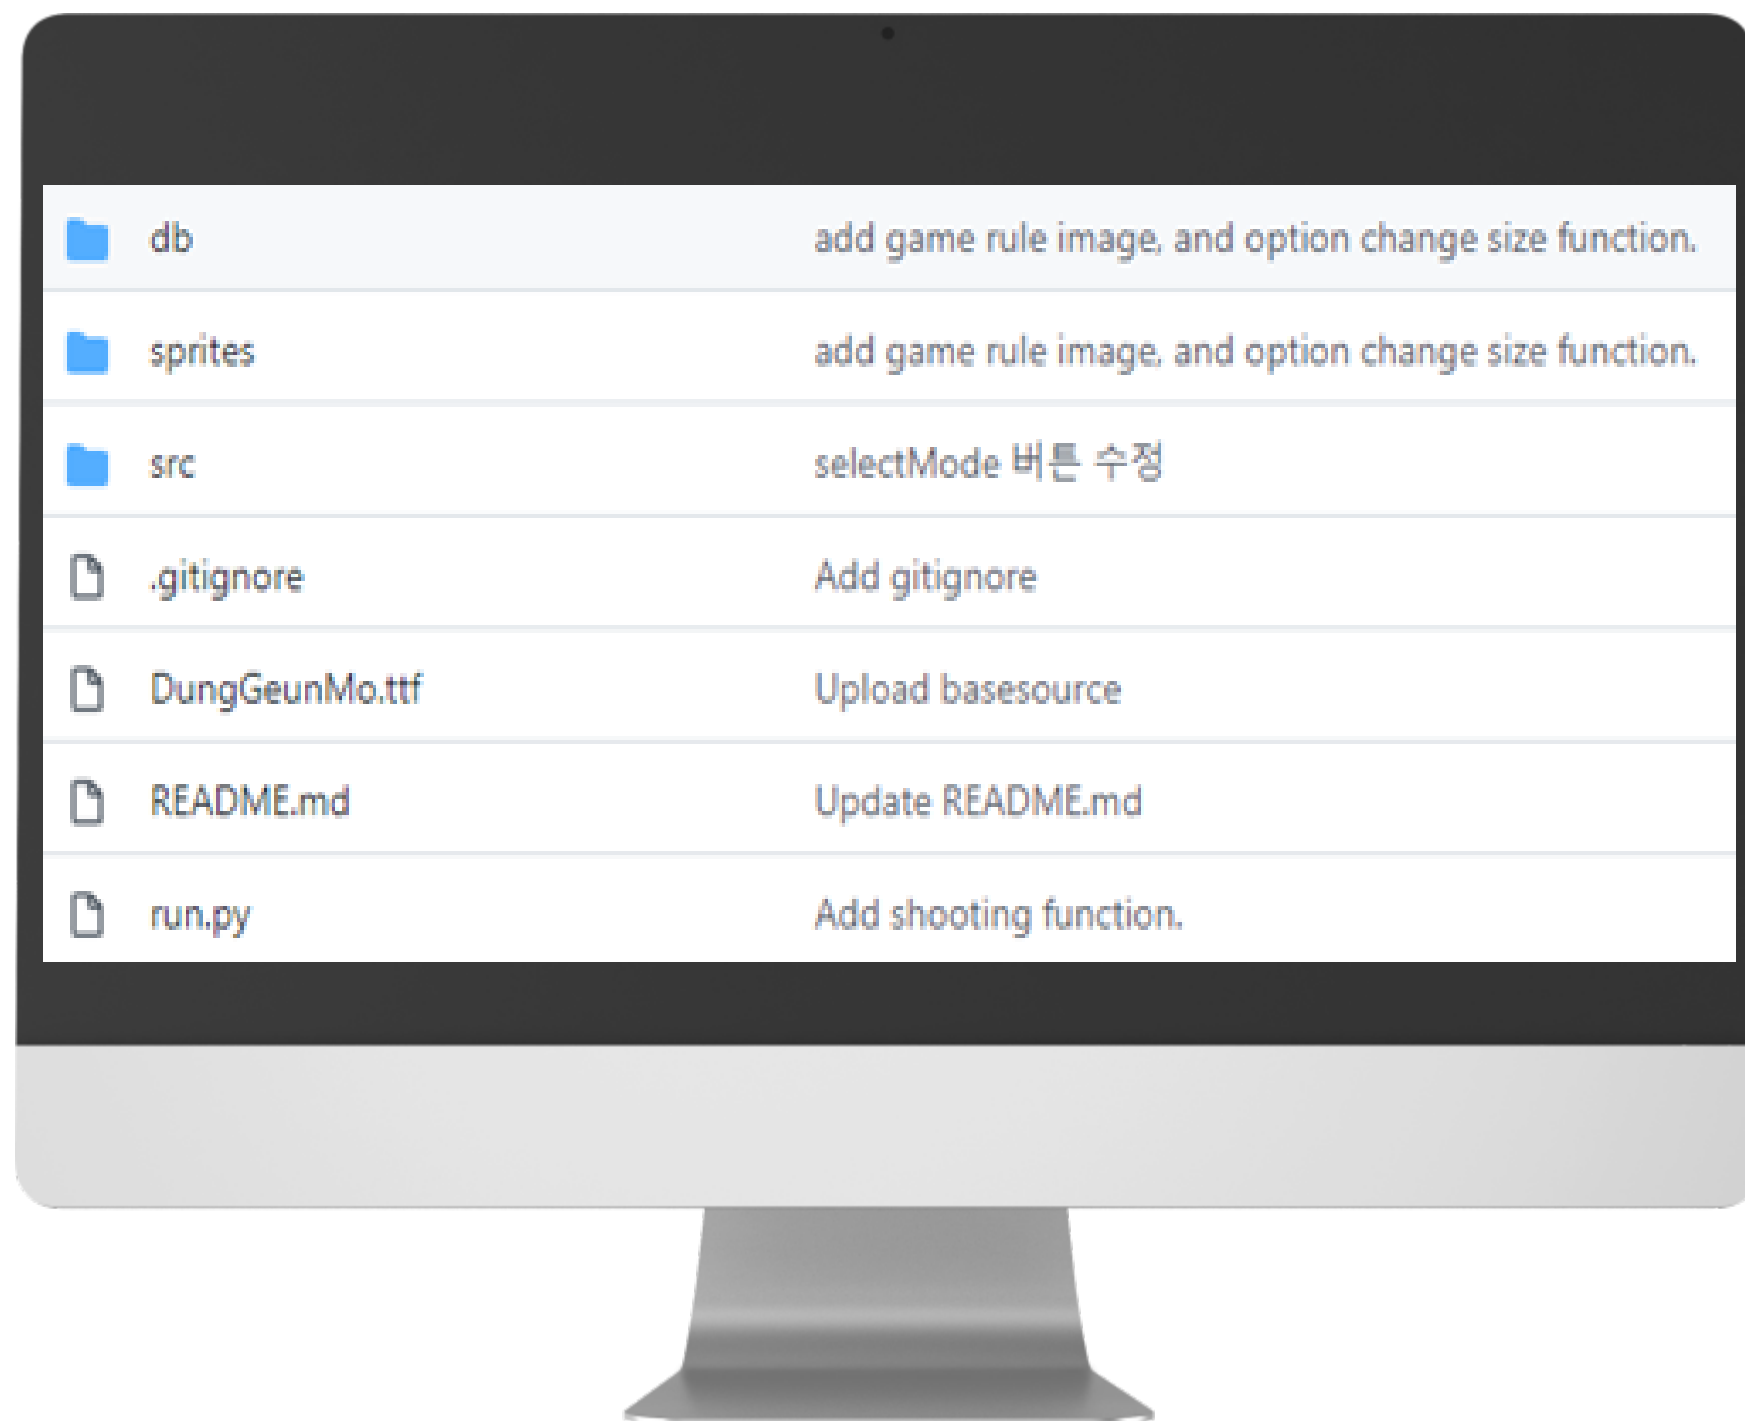 db add game rule image, and option change size function.
sprites add game rule image, and option change size function.
src selectMode 버튼 수정
.gitignore Add gitignore
DungGeunMo.ttf Upload basesource
README.md Update README.md
run.py Add shooting function.